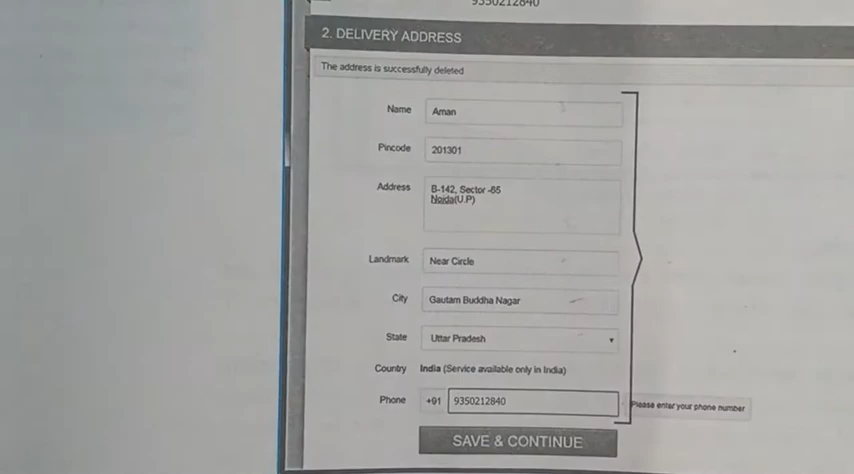 9350212840
2. DELIVERY ADDRESS
The address is successfully deleted
Name Aman
Pincode 201301
Address B-142, Sector -65
Noida(U.P)
Landmark Near Circle
City Gautam Buddha Nagar
State Uttar Pradesh
Country India (Service available only in India)
Phone +91 9350212840 Please enter your phone number
SAVE & CONTINUE